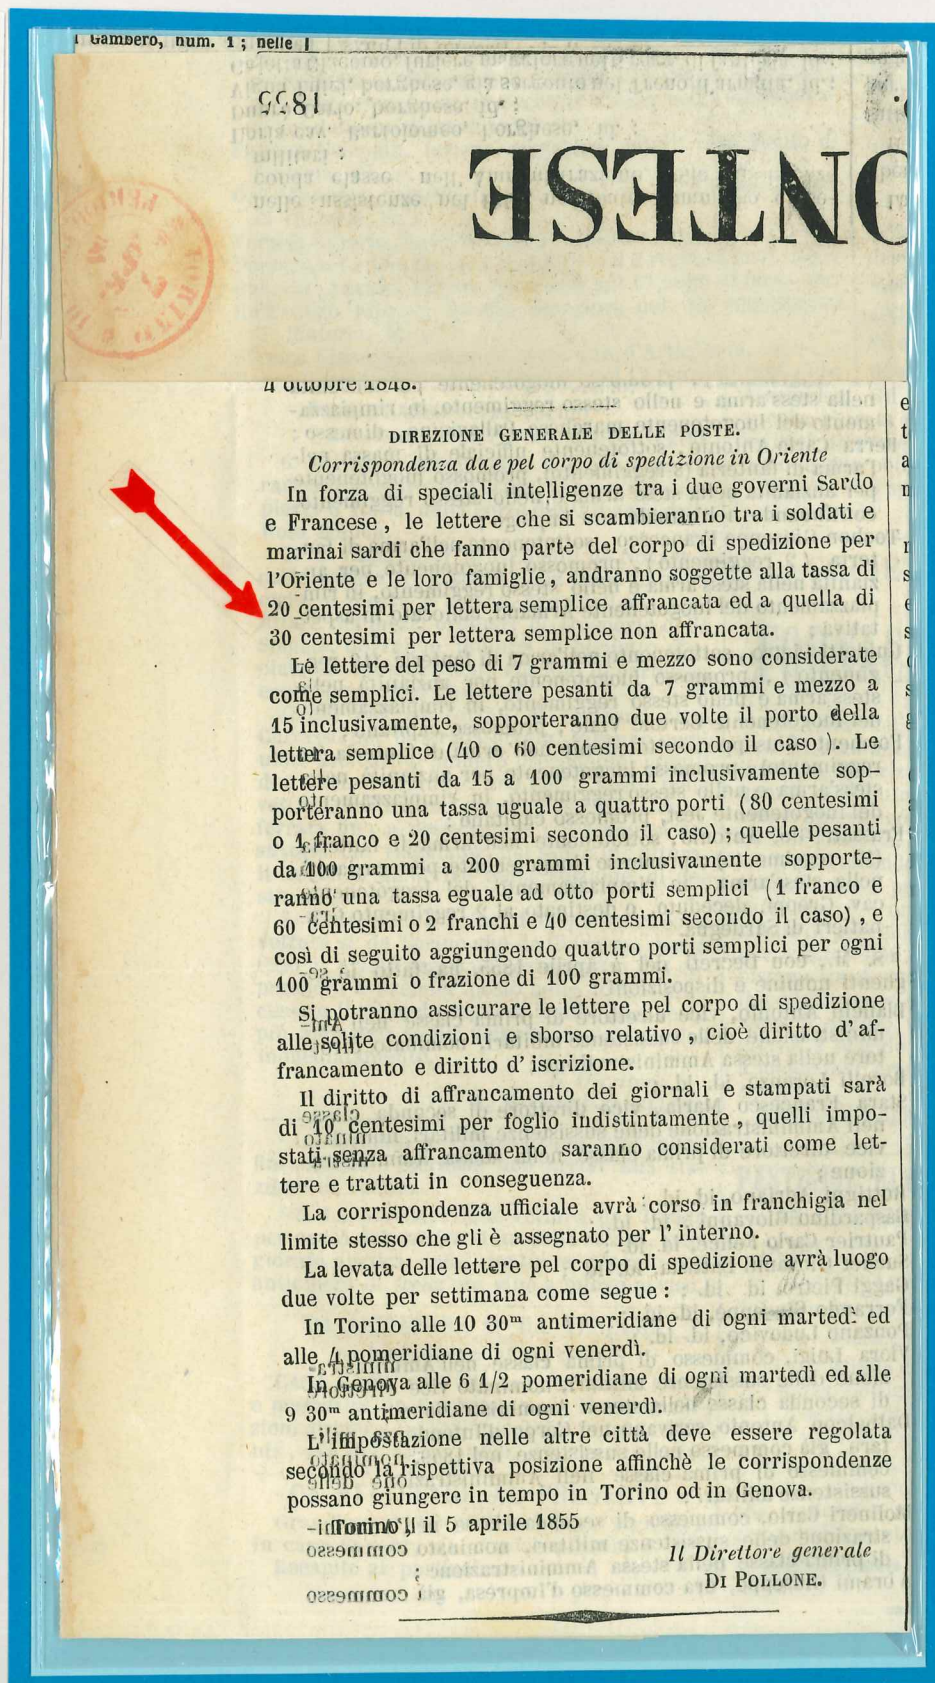 Gambero, num. 1 ; nelle
1855
ONTESE
4 ottobre 1848.
DIREZIONE GENERALE DELLE POSTE.
Corrispondenza da e pel corpo di spedizione in Oriente
In forza di speciali intelligenze tra i due governi Sardo
e Francese , le lettere che si scambieranno tra i soldati e
marinai sardi che fanno parte del corpo di spedizione per
l'Oriente e le loro famiglie, andranno soggette alla tassa di
20 centesimi per lettera semplice affrancata ed a quella di
30 centesimi per lettera semplice non affrancata.
Le lettere del peso di 7 grammi e mezzo sono considerate
come semplici. Le lettere pesanti da 7 grammi e mezzo a
15 inclusivamente, sopporteranno due volte il porto della
lettera semplice (40 o 60 centesimi secondo il caso ). Le
lettere pesanti da 15 a 100 grammi inclusivamente sop-
porteranno una tassa uguale a quattro porti (80 centesimi
o 1 franco e 20 centesimi secondo il caso) ; quelle pesanti
da 100 grammi a 200 grammi inclusivamente sopporte-
ranno una tassa eguale ad otto porti semplici (1 franco e
60 centesimi o 2 franchi e 40 centesimi secondo il caso) , e
così di seguito aggiungendo quattro porti semplici per ogni
100 grammi o frazione di 100 grammi.
Si potranno assicurare le lettere pel corpo di spedizione
alle solite condizioni e sborso relativo , cioè diritto d' af-
francamento e diritto d' iscrizione.
Il diritto di affrancamento dei giornali e stampati sarà
di 10 centesimi per foglio indistintamente , quelli impo-
stati senza affrancamento saranno considerati come let-
tere e trattati in conseguenza.
La corrispondenza ufficiale avrà corso in franchigia nel
limite stesso che gli è assegnato per l' interno.
La levata delle lettere pel corpo di spedizione avrà luogo
due volte per settimana come segue :
In Torino alle 10 30m antimeridiane di ogni martedì ed
alle 4 pomeridiane di ogni venerdì.
In Genova alle 6 1/2 pomeridiane di ogni martedì ed alle
9 30m antimeridiane di ogni venerdì.
L' impostazione nelle altre città deve essere regolata
secondo la rispettiva posizione affinchè le corrispondenze
possano giungere in tempo in Torino od in Genova.
Torino, il 5 aprile 1855
Il Direttore generale
DI POLLONE.